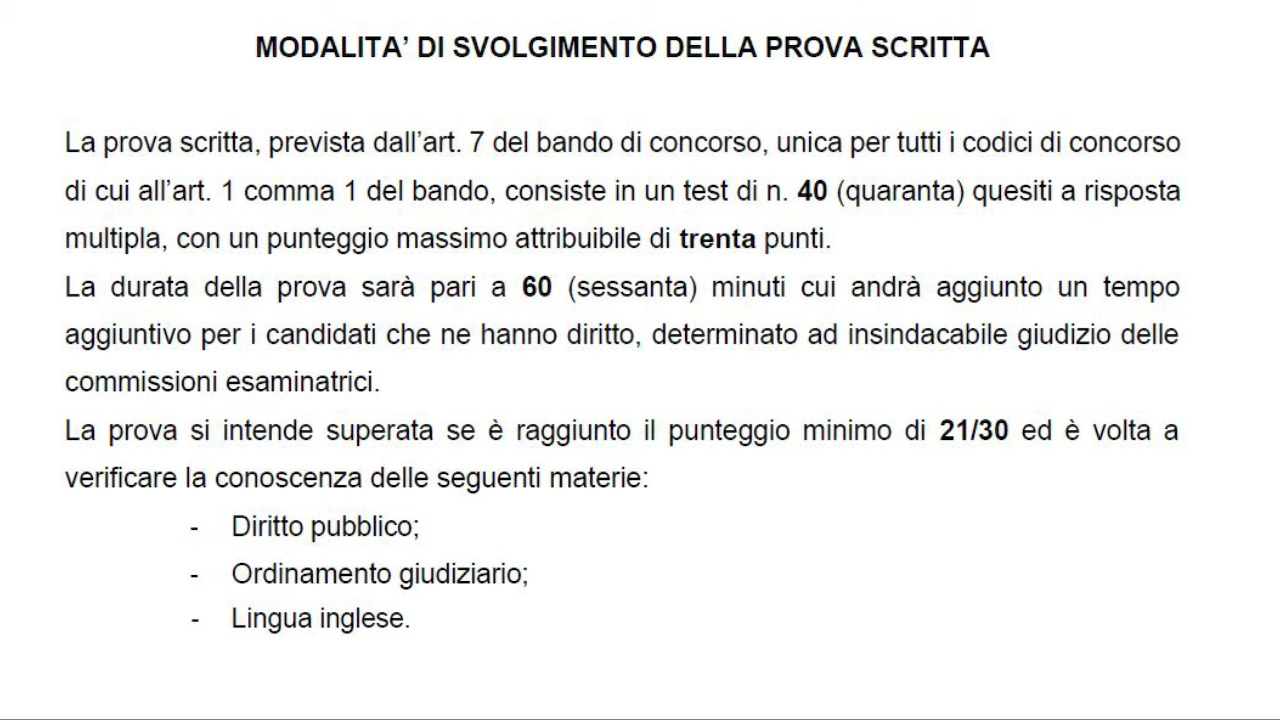 MODALITA’ DI SVOLGIMENTO DELLA PROVA SCRITTA
La prova scritta, prevista dall’art. 7 del bando di concorso, unica per tutti i codici di concorso
di cui all’art. 1 comma 1 del bando, consiste in un test di n. 40 (quaranta) quesiti a risposta
multipla, con un punteggio massimo attribuibile di trenta punti.
La durata della prova sarà pari a 60 (sessanta) minuti cui andrà aggiunto un tempo
aggiuntivo per i candidati che ne hanno diritto, determinato ad insindacabile giudizio delle
commissioni esaminatrici.
La prova si intende superata se è raggiunto il punteggio minimo di 21/30 ed è volta a
verificare la conoscenza delle seguenti materie:
- Diritto pubblico;
- Ordinamento giudiziario;
- Lingua inglese.